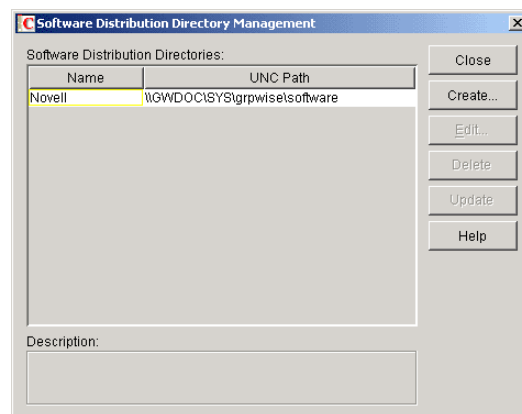 Software Distribution Directory Management
Software Distribution Directories:
Name UNC Path
Novell \\GWDOC\SYS\grpwise\software
Close
Create...
Edit...
Delete
Update
Help
Description: